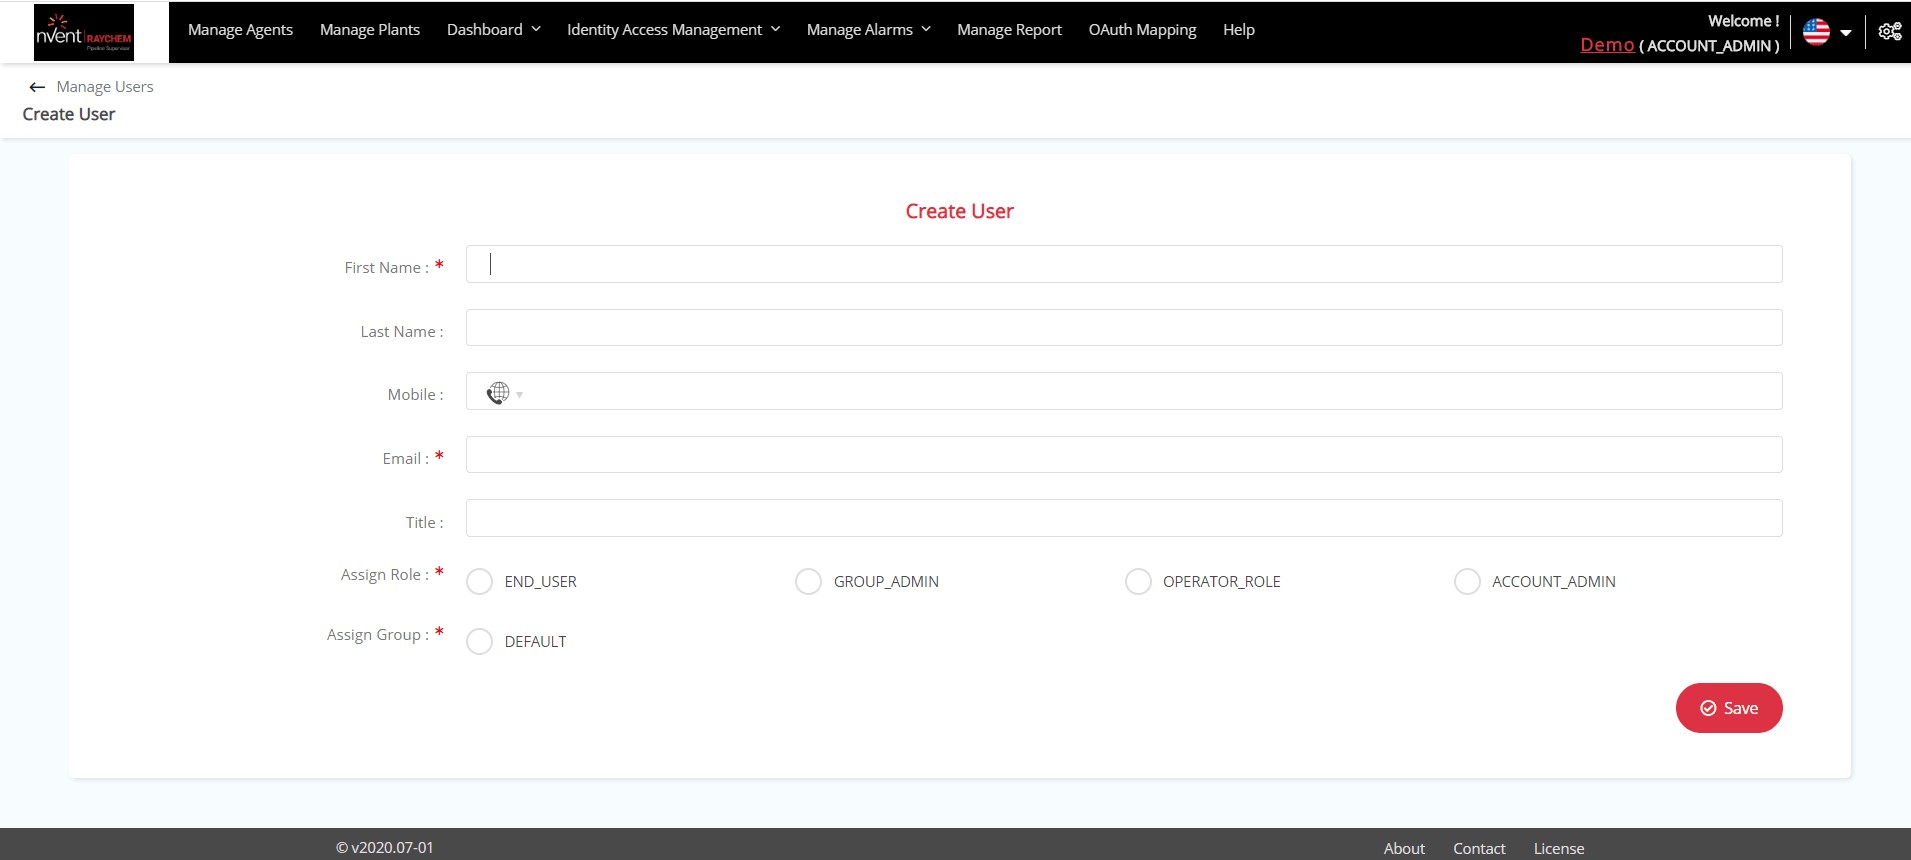 nVent RAYCHEM
Pipeline Supervisor
Manage Agents Manage Plants Dashboard Identity Access Management Manage Alarms Manage Report OAuth Mapping Help
Welcome !
Demo ( ACCOUNT_ADMIN )
← Manage Users
Create User
Create User
First Name : *
Last Name :
Mobile :
Email : *
Title :
Assign Role : * END_USER GROUP_ADMIN OPERATOR_ROLE ACCOUNT_ADMIN
Assign Group : * DEFAULT
Save
© v2020.07-01 About Contact License